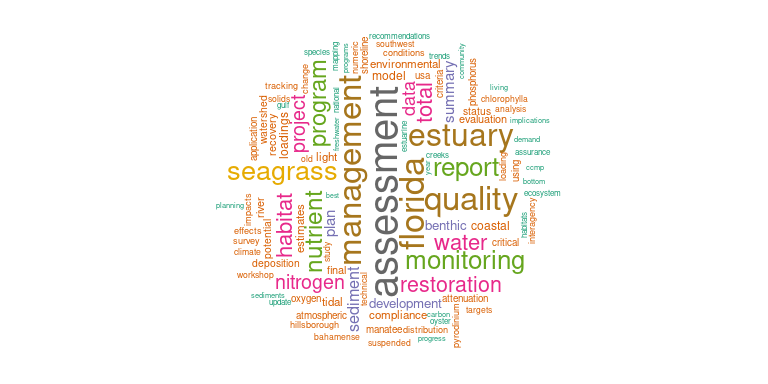 recommendations
southwest
species
mapping
programs
numeric
shoreline
conditions
trends
community
environmental
model
usa
criteria
summary
phosphorus
living
tracking
change
program
management
assessment
data
total
chlorophylla
solids
gulf
national
status
analysis
project
watershed
recovery
loadings
application
freshwater
estuarine
evaluation
implications
estuary
demand
old
light
creeks
year
report
loading
using
assurance
ccmp
seagrass
florida
bottom
ecosystem
best
quality
planning
impacts
river
habitat
nutrient
plan
benthic
coastal
habitats
interagency
effects
survey
potential
estimates
study
water
critical
climate
deposition
final
monitoring
workshop
nitrogen
sediment
technical
restoration
sediments
update
oxygen
tidal
development
carbon
attenuation
atmospheric
compliance
oyster
targets
pyrodinium
hillsborough
manatee
distribution
bahamense
suspended
progress